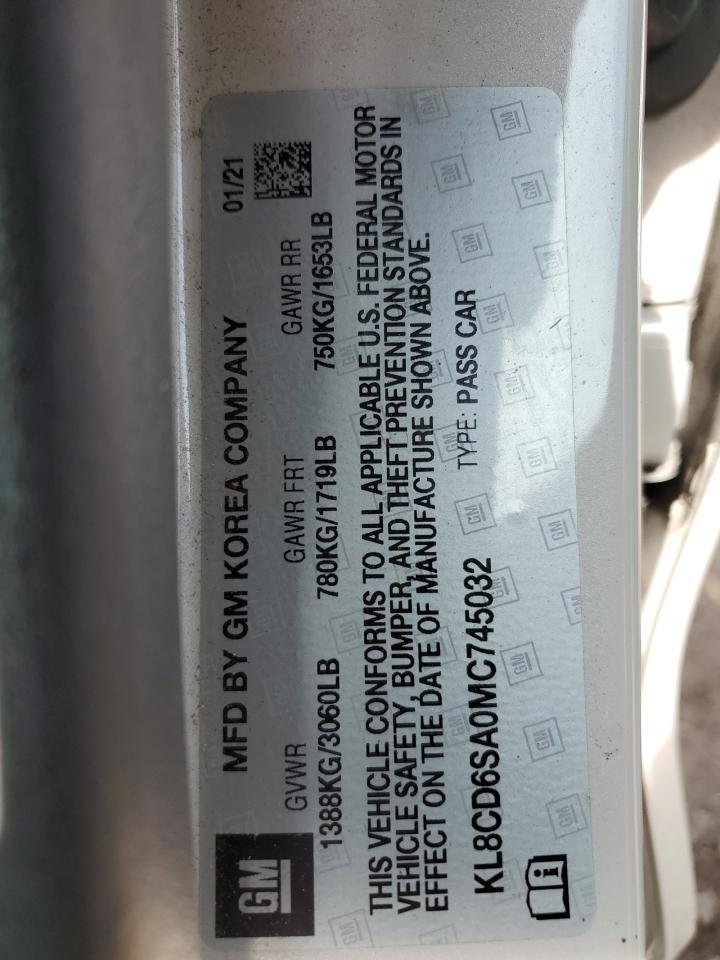 GM
MFD BY GM KOREA COMPANY 01/21
GVWR GAWR FRT GAWR RR
1388KG/3060LB 780KG/1719LB 750KG/1653LB
THIS VEHICLE CONFORMS TO ALL APPLICABLE U.S. FEDERAL MOTOR
VEHICLE SAFETY, BUMPER, AND THEFT PREVENTION STANDARDS IN
EFFECT ON THE DATE OF MANUFACTURE SHOWN ABOVE.
KL8CD6SA0MC745032 TYPE: PASS CAR